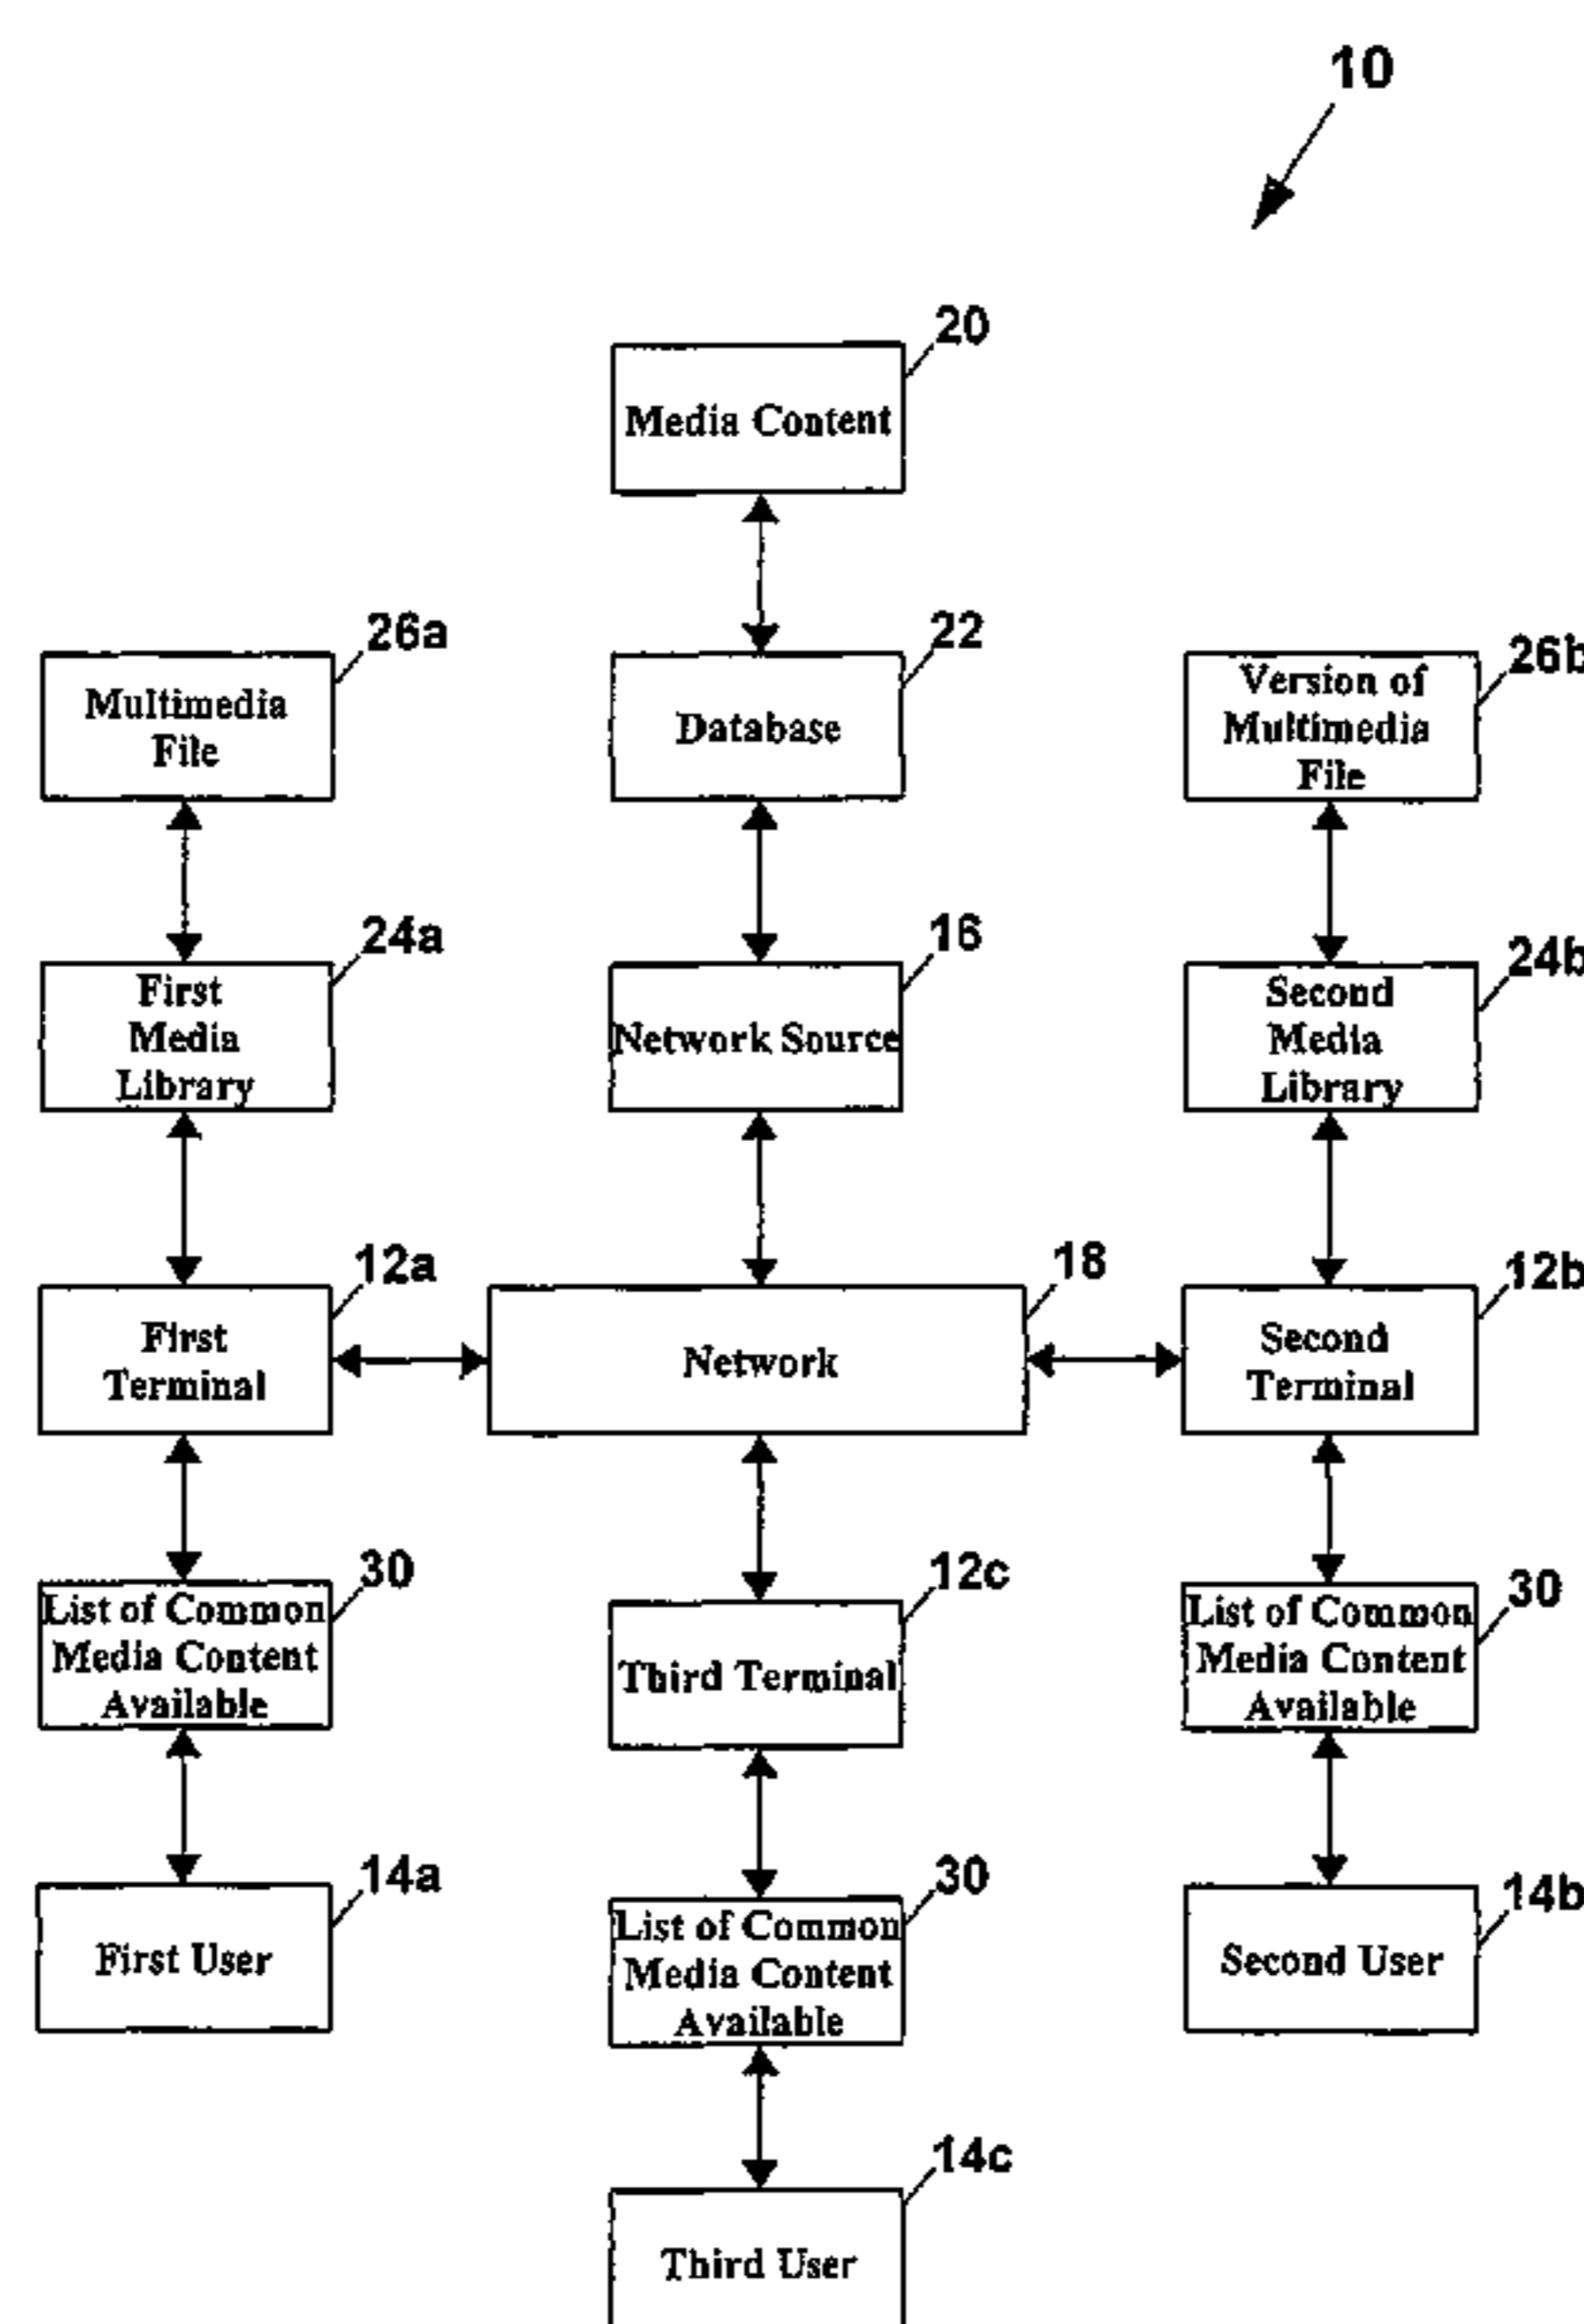 10
20
Media Content
26a
22
26b
Multimedia
File
Database
Version of
Multimedia
File
24a
16
24b
First
Media
Library
Network Source
Second
Media
Library
12a
18
12b
First
Terminal
Network
Second
Terminal
30
12c
30
List of Common
Media Content
Available
Third Terminal
List of Common
Media Content
Available
14a
30
14b
First User
List of Common
Media Content
Available
Second User
14c
Third User